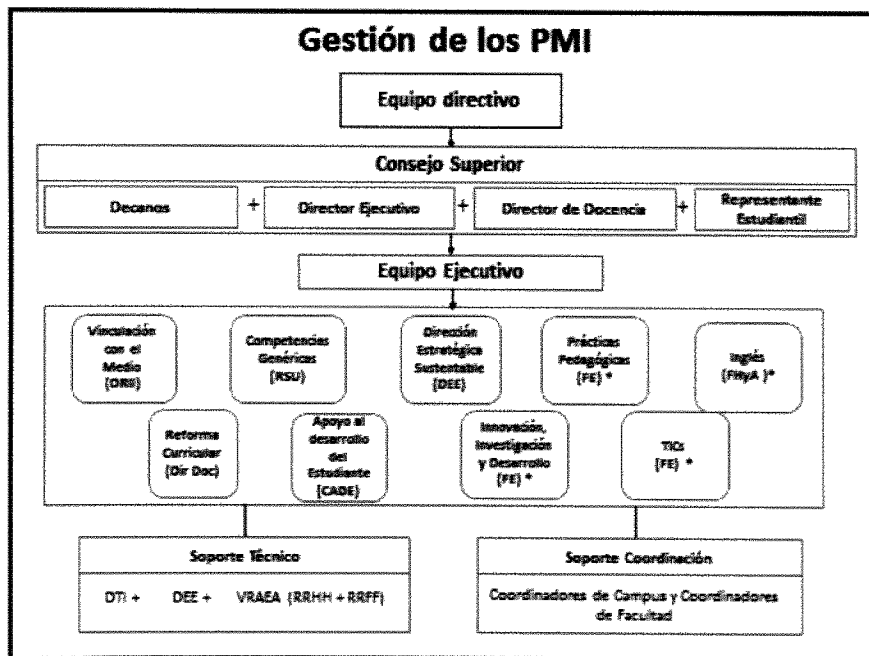 Gestión de los PMI
Equipo directivo
Consejo Superior
Decanos + Director Ejecutivo + Director de Docencia + Representante
Estudiantil
Equipo Ejecutivo
Vinculación
con el
Medio
Competencias
Genéricas
(RSU)
Dirección
Estratégica
Sustentable
(DEE)
Prácticas
Pedagógicas
(FE) *
Inglés
(FHyA )*
Reforma
Curricular
(Dir Doc)
Apoyo al
desarrollo
del
Estudiante
(CADE)
Innovación,
Investigación
y Desarrollo
(FE) *
TICs
(FE) *
Soporte Técnico
DTI + DEE + VRAEA (RRHH + RRFF)
Soporte Coordinación
Coordinadores de Campus y Coordinadores
de Facultad